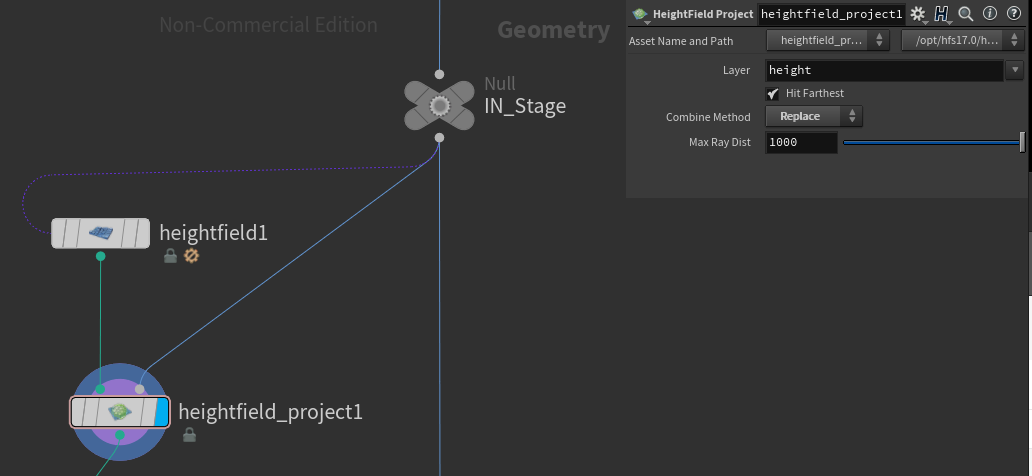 Non-Commercial Edition
Geometry
Null
IN_Stage
heightfield1
heightfield_project1
HeightField Project
heightfield_project1
Asset Name and Path
heightfield_pr...
/opt/hfs17.0/h...
Layer
height
Hit Farthest
Combine Method
Replace
Max Ray Dist
1000